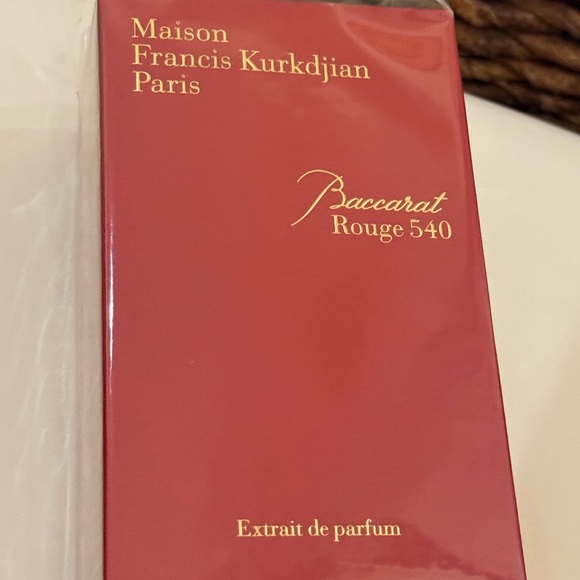 Maison
Francis Kurkdjian
Paris
Baccarat
Rouge 540
Extrait de parfum